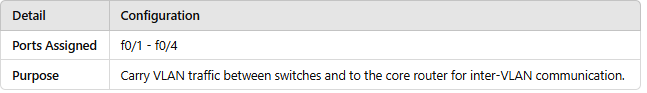 Detail Configuration
Ports Assigned f0/1 - f0/4
Purpose Carry VLAN traffic between switches and to the core router for inter-VLAN communication.